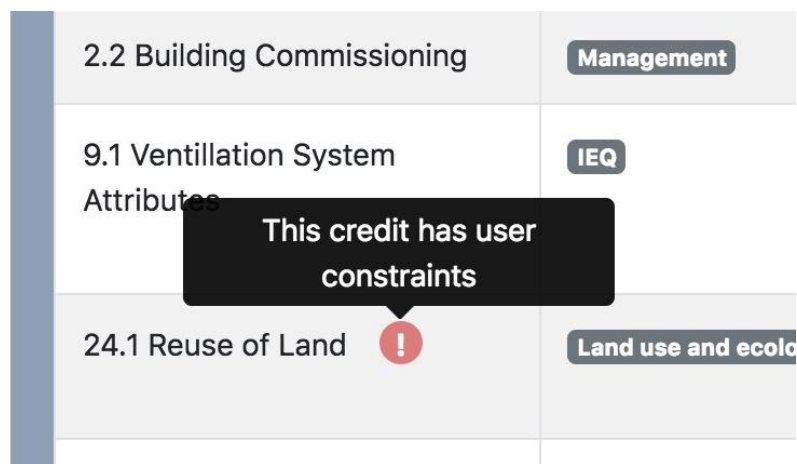 2.2 Building Commissioning
Management
9.1 Ventillation System
Attributes
IEQ
This credit has user
constraints
24.1 Reuse of Land
!
Land use and ecolo